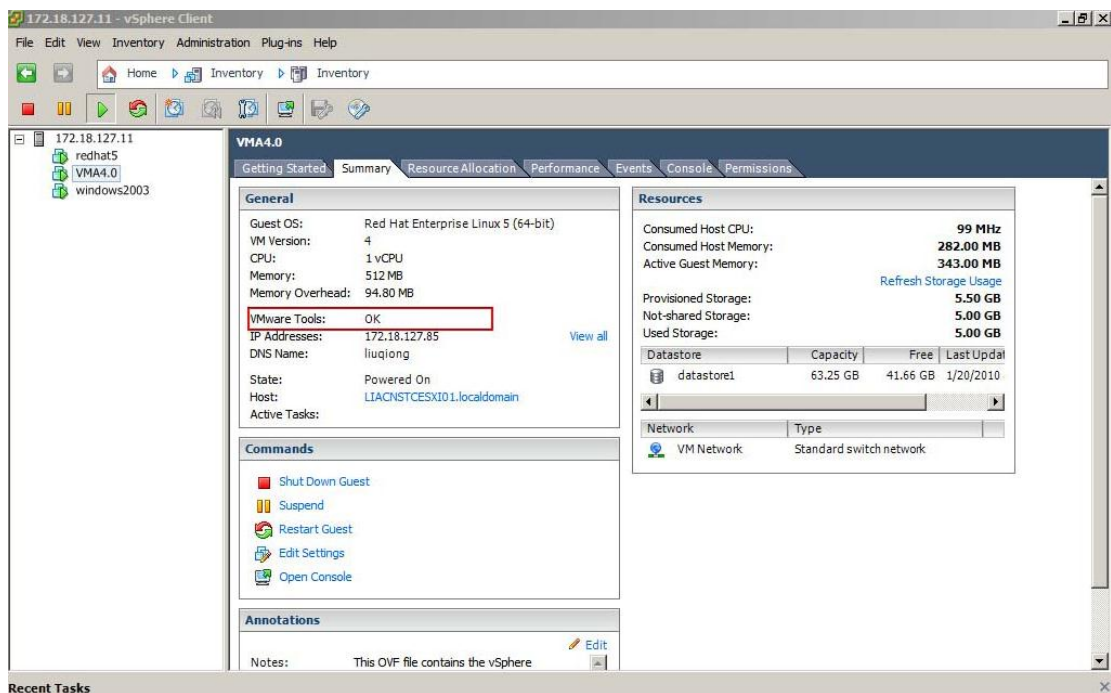 172.18.127.11 - vSphere Client
File Edit View Inventory Administration Plug-ins Help
Home Inventory Inventory
172.18.127.11
redhat5
VMA4.0
windows2003
VMA4.0
Getting Started Summary Resource Allocation Performance Events Console Permissions
General
Guest OS: Red Hat Enterprise Linux 5 (64-bit)
VM Version: 4
CPU: 1 vCPU
Memory: 512 MB
Memory Overhead: 94.80 MB
VMware Tools: OK
IP Addresses: 172.18.127.85 View all
DNS Name: liuqiong
State: Powered On
Host: LIACNSTCESXI01.localdomain
Active Tasks:
Commands
Shut Down Guest
Suspend
Restart Guest
Edit Settings
Open Console
Annotations
Edit
Notes: This OVF file contains the vSphere
Resources
Consumed Host CPU: 99 MHz
Consumed Host Memory: 282.00 MB
Active Guest Memory: 343.00 MB
Refresh Storage Usage
Provisioned Storage: 5.50 GB
Not-shared Storage: 5.00 GB
Used Storage: 5.00 GB
Datastore Capacity Free Last Updat
datastore1 63.25 GB 41.66 GB 1/20/2010
Network Type
VM Network Standard switch network
Recent Tasks